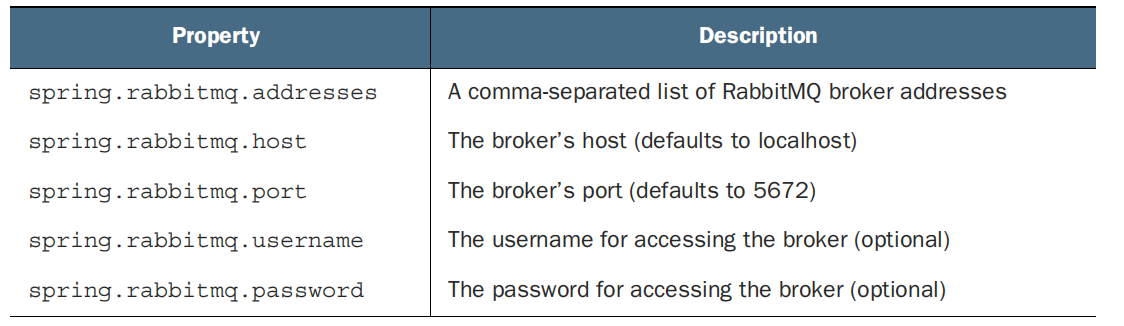 Property Description
spring.rabbitmq.addresses A comma-separated list of RabbitMQ broker addresses
spring.rabbitmq.host The broker’s host (defaults to localhost)
spring.rabbitmq.port The broker’s port (defaults to 5672)
spring.rabbitmq.username The username for accessing the broker (optional)
spring.rabbitmq.password The password for accessing the broker (optional)